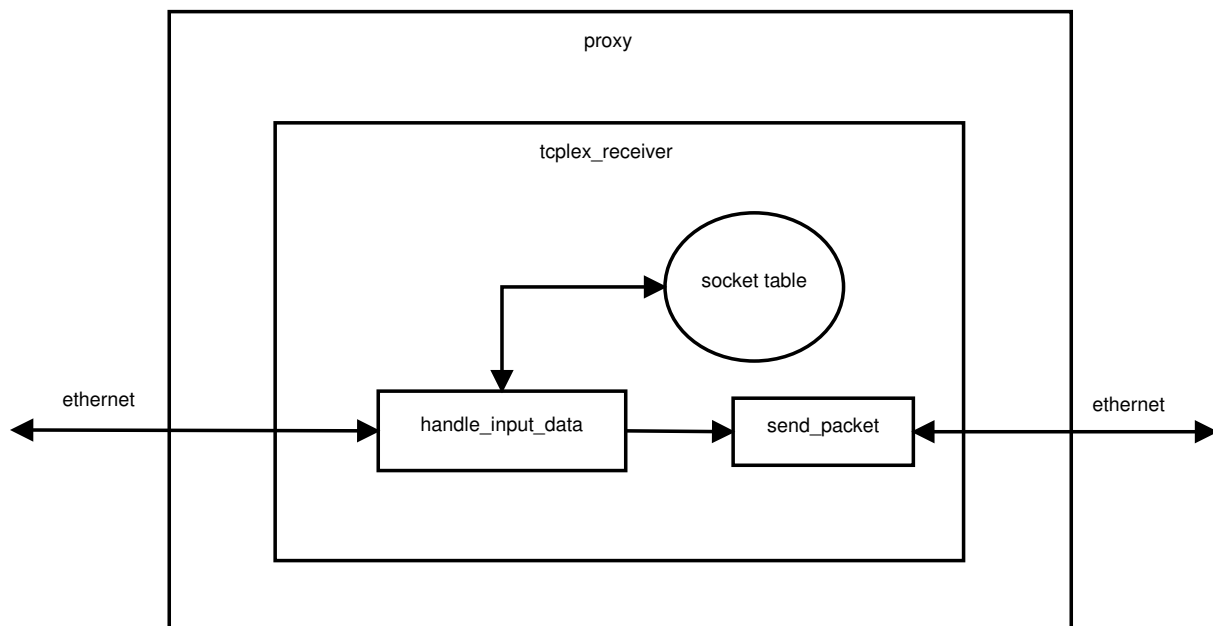 proxy
tcplex_receiver
socket table
ethernet
handle_input_data
send_packet
ethernet